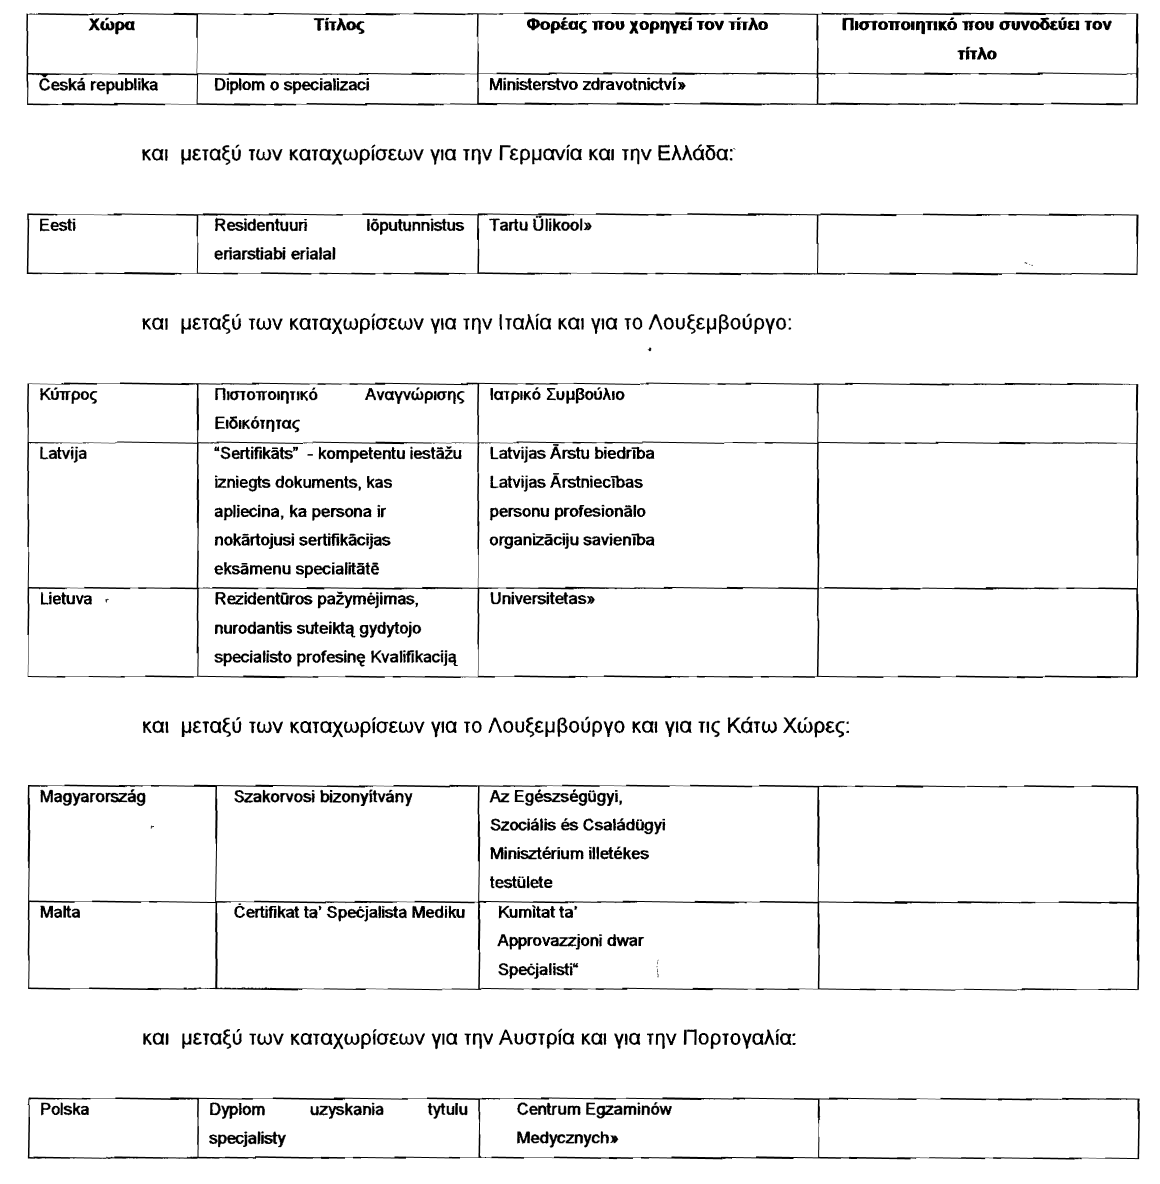 Χώρα Τίτλος Φορέας που χορηγεί τον τίτλο Πιστοποιητικό που συνοδεύει τον
τίτλο
Česká republika Diplom o specializaci Ministerstvo zdravotnictví»
και μεταξύ των καταχωρίσεων για την Γερμανία και την Ελλάδα:
Eesti Residentuuri lõputunnistus Tartu Ülikool»
eriarstiabi erialal
και μεταξύ των καταχωρίσεων για την Ιταλία και για το Λουξεμβούργο:
Κύπρος Πιστοποιητικό Αναγνώρισης Ιατρικό Συμβούλιο
Ειδικότητας
Latvija “Sertifikāts” - kompetentu iestāžu Latvijas Ārstu biedrība
izniegts dokuments, kas Latvijas Ārstniecības
apliecina, ka persona ir personu profesionālo
nokārtojusi sertifikācijas organizāciju savienība
eksāmenu specialitātē
Lietuva Rezidentūros pažymėjimas, Universitetas»
nurodantis suteiktą gydytojo
specialisto profesinę Kvalifikaciją
και μεταξύ των καταχωρίσεων για το Λουξεμβούργο και για τις Κάτω Χώρες:
Magyarország Szakorvosi bizonyítvány Az Egészségügyi,
Szociális és Családügyi
Minisztérium illetékes
testülete
Malta Ċertifikat ta’ Speċjalista Mediku Kumitat ta’
Approvazzjoni dwar
Speċjalisti“
και μεταξύ των καταχωρίσεων για την Αυστρία και για την Πορτογαλία:
Polska Dyplom uzyskania tytulu Centrum Egzaminów
specjalisty Medycznych»